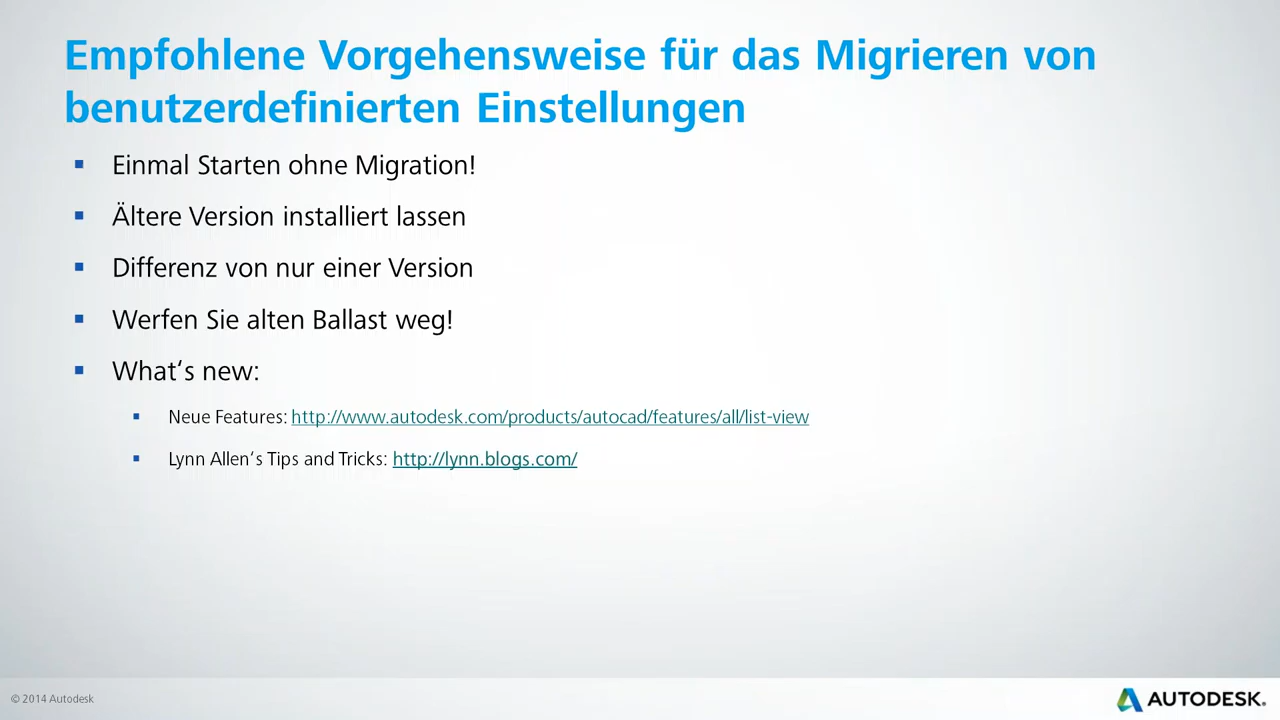 Empfohlene Vorgehensweise für das Migrieren von
benutzerdefinierten Einstellungen
Einmal Starten ohne Migration!
Ältere Version installiert lassen
Differenz von nur einer Version
Werfen Sie alten Ballast weg!
What‘s new:
Neue Features: http://www.autodesk.com/products/autocad/features/all/list-view
Lynn Allen‘s Tips and Tricks: http://lynn.blogs.com/
© 2014 Autodesk
AUTODESK.